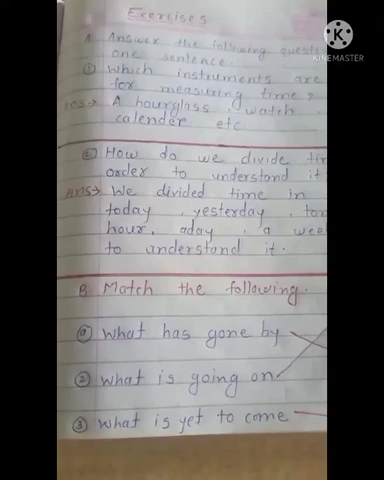 Exercises
KINEMASTER
A. Answer the following quest
one sentence.
① Which instruments are
for measuring time?
Ans→ A hourglass, watch,
calender etc
② How do we divide
order to understand it
Ans→ We divided time in
today, yesterday,
hour, aday, a
to understand it.
B. Match the following.
① What has gone by
② What is going on
③ What is yet to come